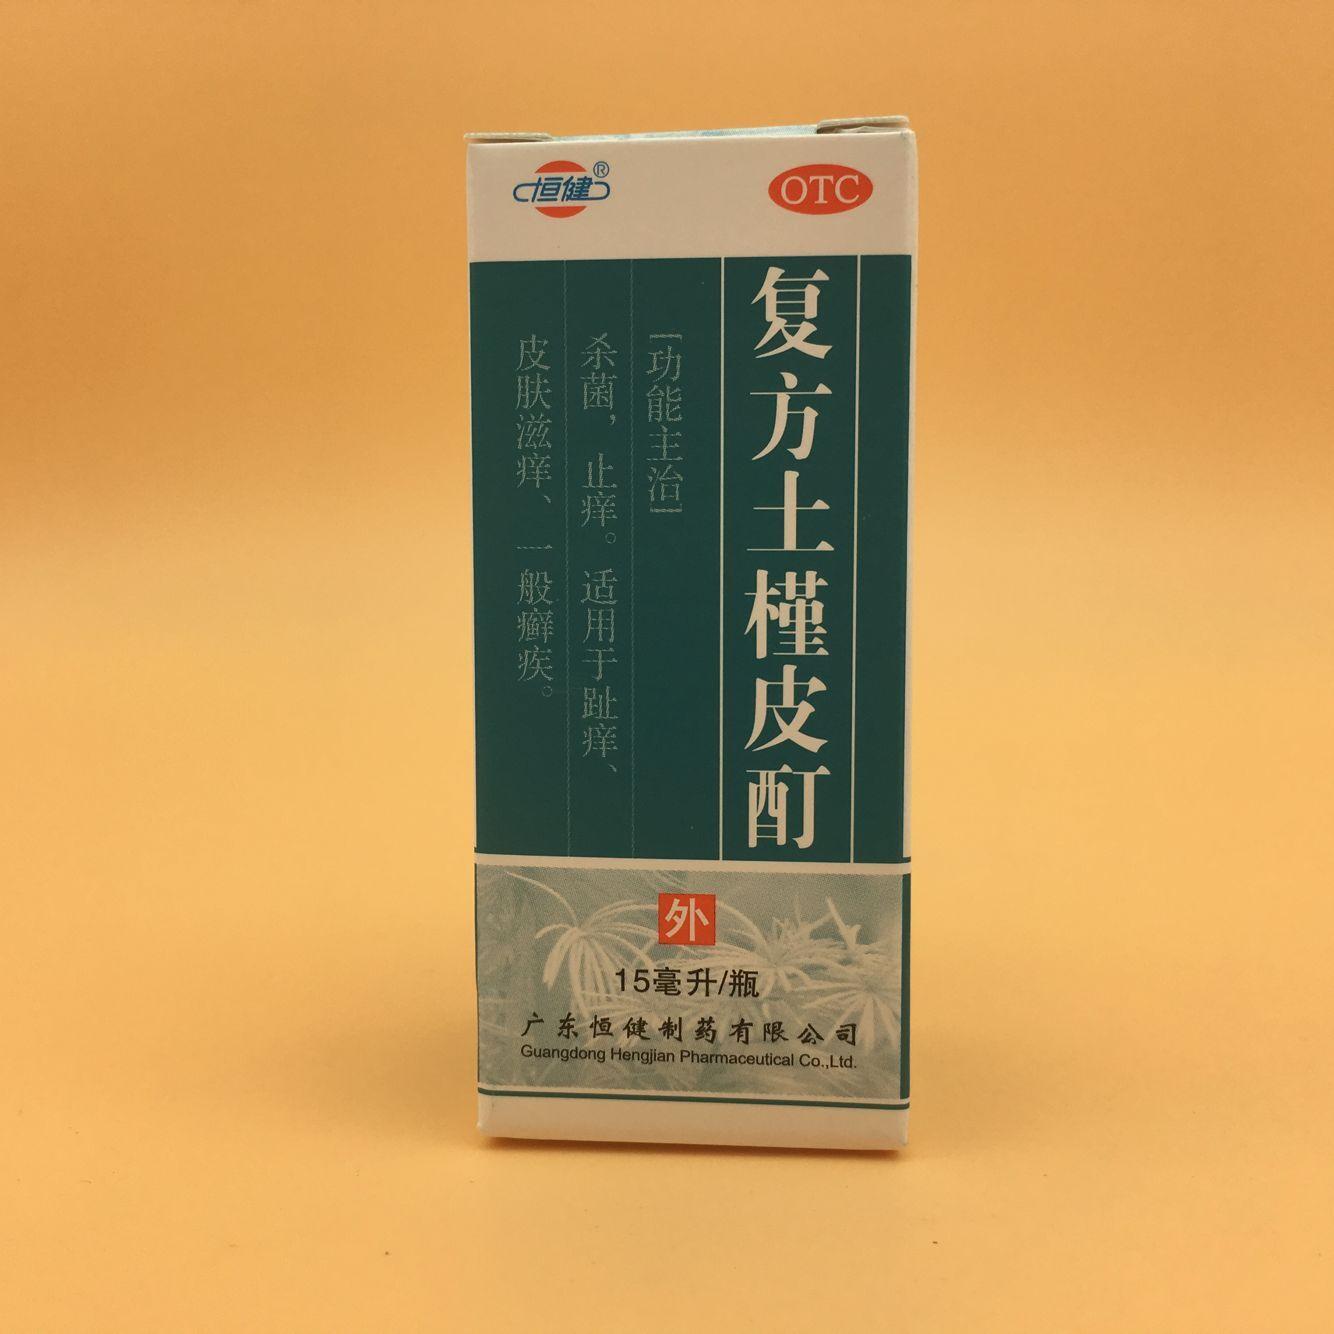 恒健®
OTC
复方土槿皮酊
[功能主治]
杀菌，止痒。适用于趾痒、
皮肤滋痒、一般癣疾。
外
15毫升/瓶
广东恒健制药有限公司
Guangdong Hengjian Pharmaceutical Co.,Ltd.